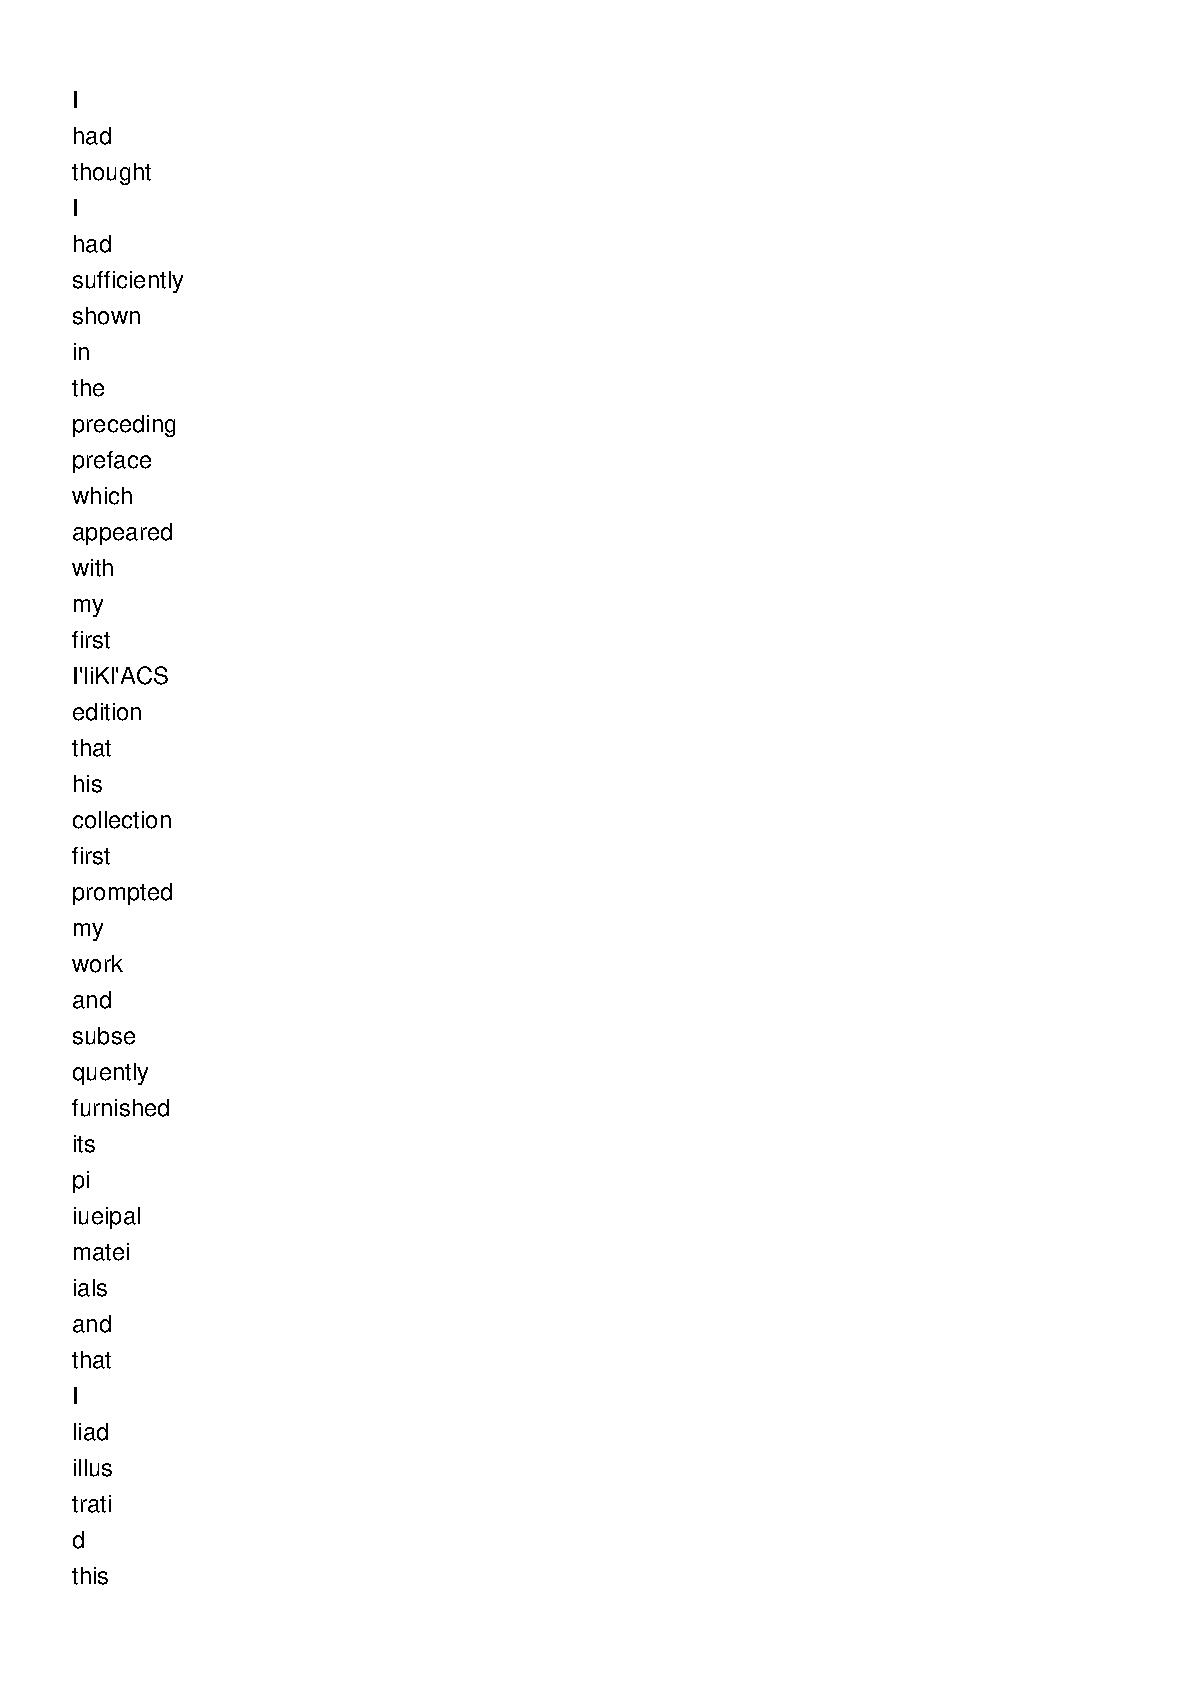 I
had
thought
I
had
sufficiently
shown
in
the
preceding
preface
which
appeared
with
my
first
I'liKl'ACS
edition
that
his
collection
first
prompted
my
work
and
subse
quently
furnished
its
pi
iueipal
matei
ials
and
that
I
liad
illus
trati
d
this